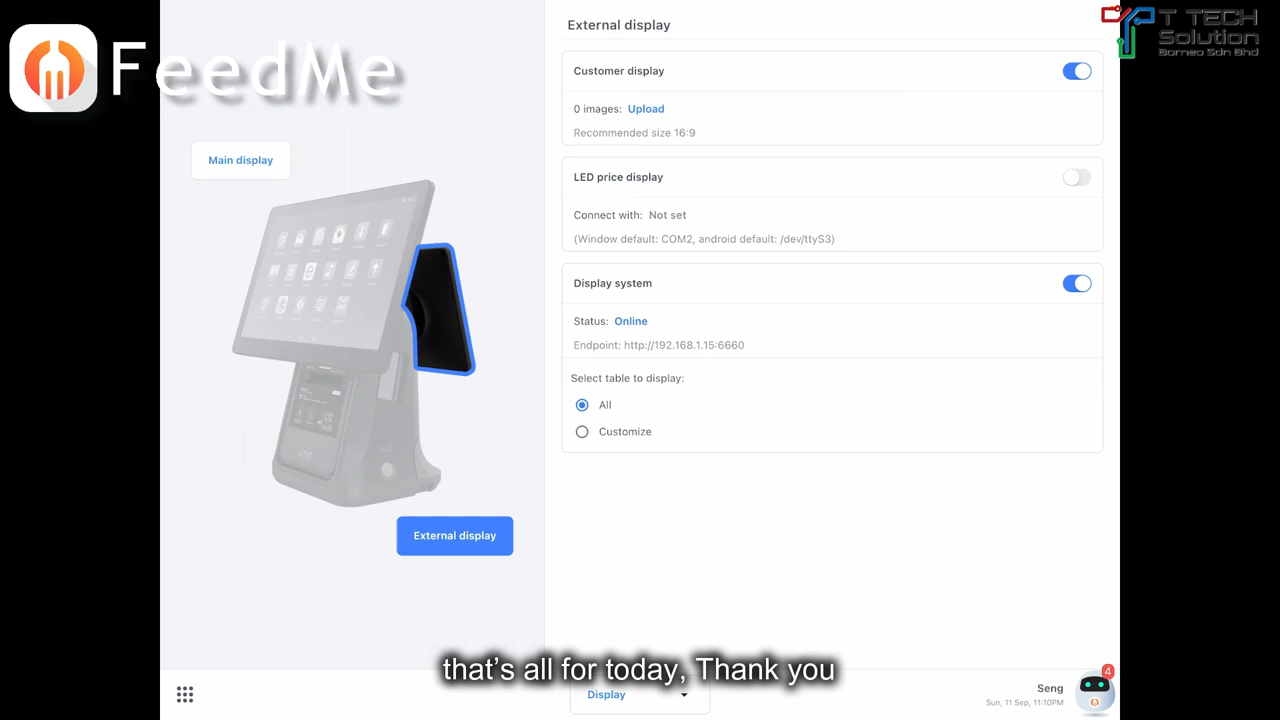 FeedMe
T TECH
Solution
Borneo Sdn Bhd
External display
Customer display
0 images: Upload
Recommended size 16:9
Main display
LED price display
Connect with: Not set
(Window default: COM2, android default: /dev/ttyS3)
Display system
Status: Online
Endpoint: http://192.168.1.15:6660
Select table to display:
All
Customize
External display
that's all for today, Thank you
Display
Seng
Sun, 11 Sep, 11:10PM
4